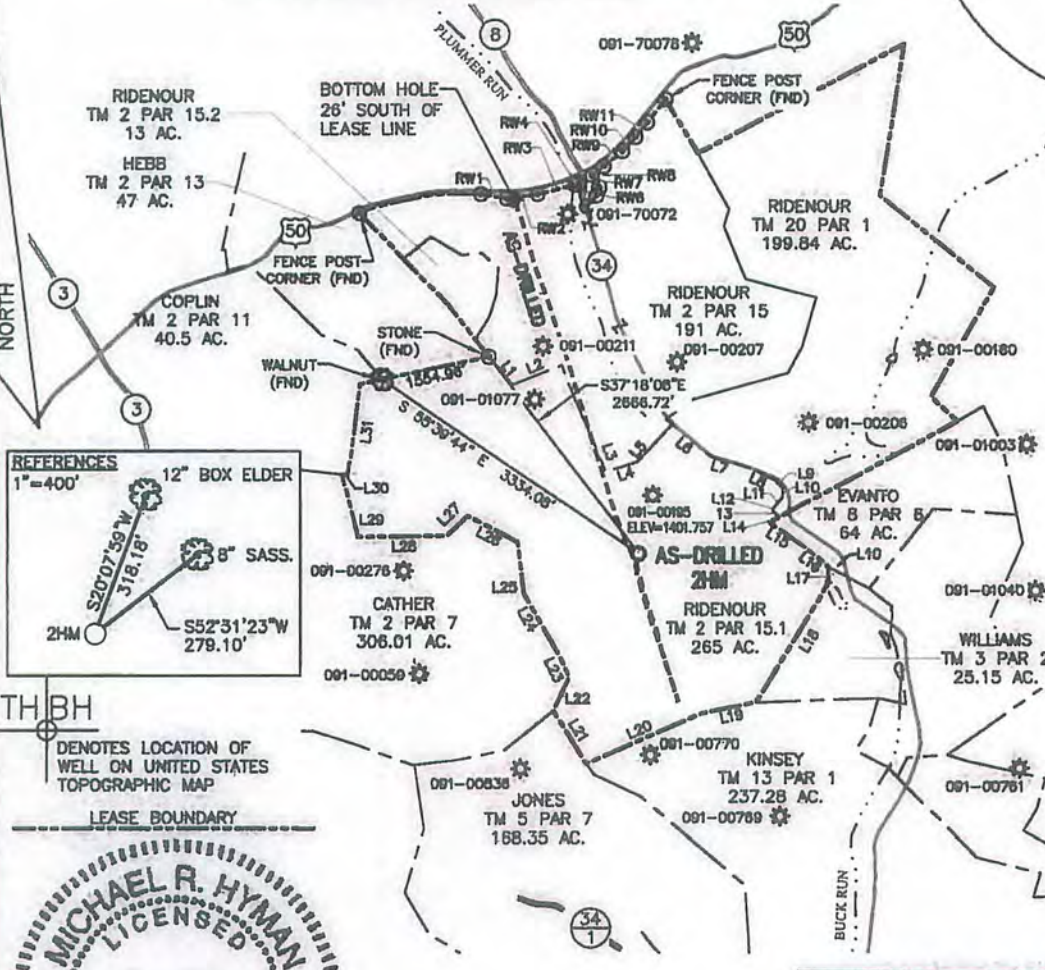 8
50
091-70078
PLUMMER RUN
RIDENOUR
TM 2 PAR 15.2
13 AC.
BOTTOM HOLE
26' SOUTH OF
LEASE LINE
FENCE POST
CORNER (FND)
RW11
RW10
RW9
RW4
RW3
HEBB
TM 2 PAR 13
47 AC.
RW1
RW8
RW7
RW6
RW2
091-70072
50
FENCE POST
CORNER (FND)
AS-DRILLED
34
RIDENOUR
TM 20 PAR 1
199.84 AC.
NORTH
3
COPLIN
TM 2 PAR 11
40.5 AC.
RIDENOUR
TM 2 PAR 15
191 AC.
STONE
(FND)
WALNUT
(FND)
091-00211
091-00207
091-00180
L1
L2
S37°18'08"E
2666.72'
091-01077
S 55°39'44" E 3334.08'
3
091-00206
091-01003
L31
L3
L4
L5
L6
L7
L8
L9
L10
L11
L12
13
L14
L15
L16
L17
L10
REFERENCES
1"=400'
12" BOX ELDER
S20°07'59"W
318.18'
8" SASS.
2HM
S52°31'23"W
279.10'
L30
L29
L28
L27
L26
091-00195
ELEV=1401.757
EVANTO
TM 8 PAR 6
64 AC.
AS-DRILLED
2HM
091-00276
L25
091-01040
CATHER
TM 2 PAR 7
306.01 AC.
L24
RIDENOUR
TM 2 PAR 15.1
265 AC.
L18
WILLIAMS
TM 3 PAR 2
25.15 AC.
091-00059
L23
L22
L21
L20
L19
TH BH
DENOTES LOCATION OF
WELL ON UNITED STATES
TOPOGRAPHIC MAP
091-00770
KINSEY
TM 13 PAR 1
237.28 AC.
091-00769
091-00761
JONES
TM 5 PAR 7
168.35 AC.
LEASE BOUNDARY
MICHAEL R. HYMAN
LICENSED
34
1
BUCK RUN